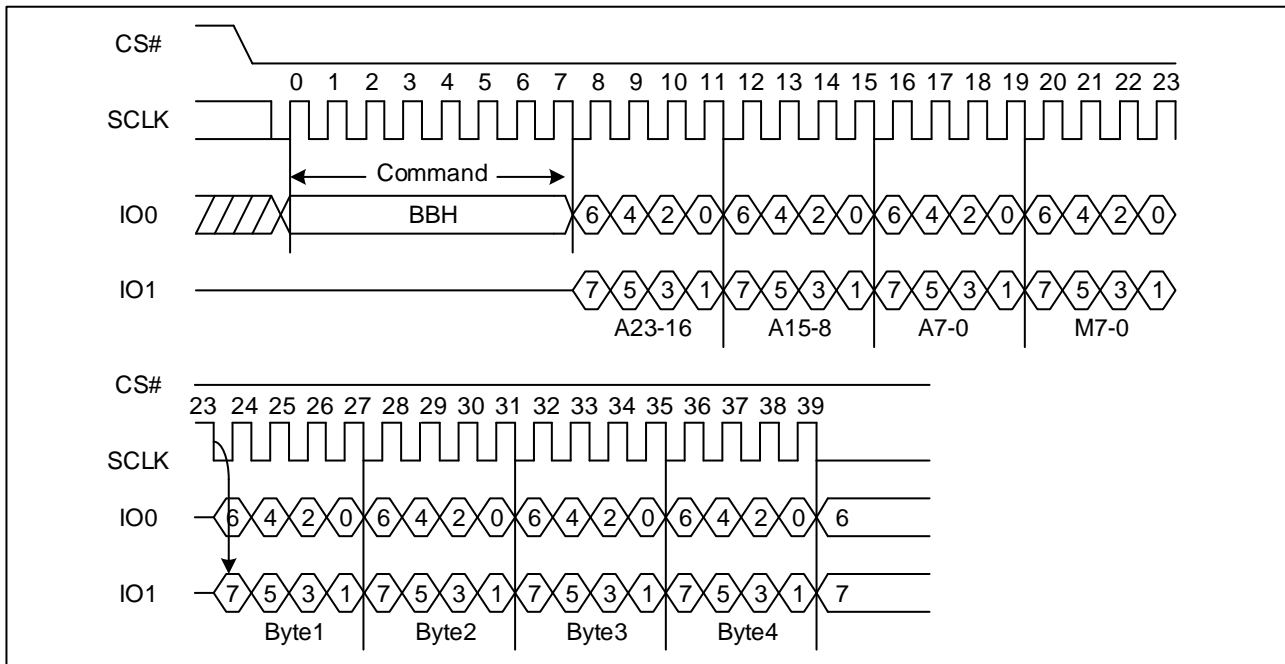 CS#
0 1 2 3 4 5 6 7 8 9 10 11 12 13 14 15 16 17 18 19 20 21 22 23
SCLK
Command
IO0 BBH 6 4 2 0 6 4 2 0 6 4 2 0 6 4 2 0
IO1 7 5 3 1 7 5 3 1 7 5 3 1 7 5 3 1
A23-16 A15-8 A7-0 M7-0
CS#
23 24 25 26 27 28 29 30 31 32 33 34 35 36 37 38 39
SCLK
IO0 6 4 2 0 6 4 2 0 6 4 2 0 6 4 2 0 6
IO1 7 5 3 1 7 5 3 1 7 5 3 1 7 5 3 1 7
Byte1 Byte2 Byte3 Byte4